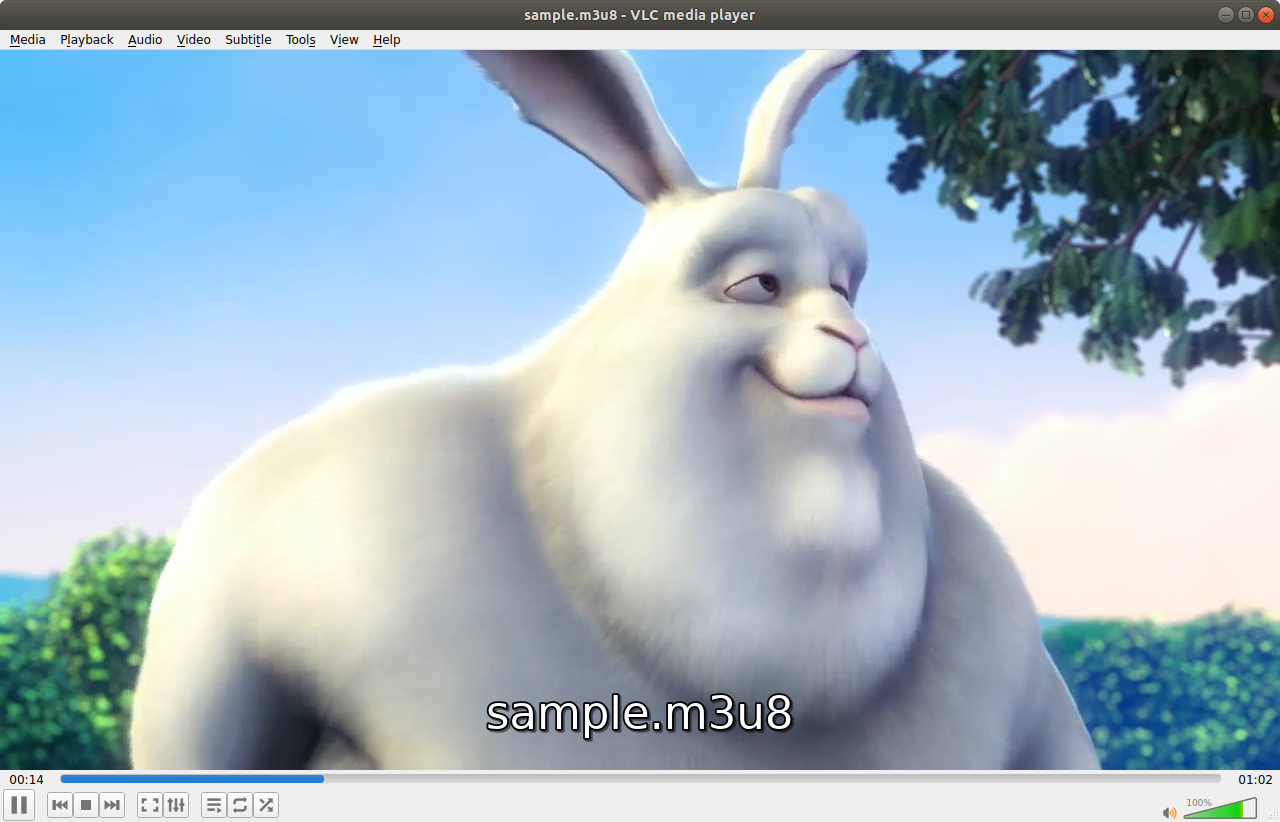 sample.m3u8 - VLC media player
Media Playback Audio Video Subtitle Tools View Help
sample.m3u8
00:14 01:02
100%